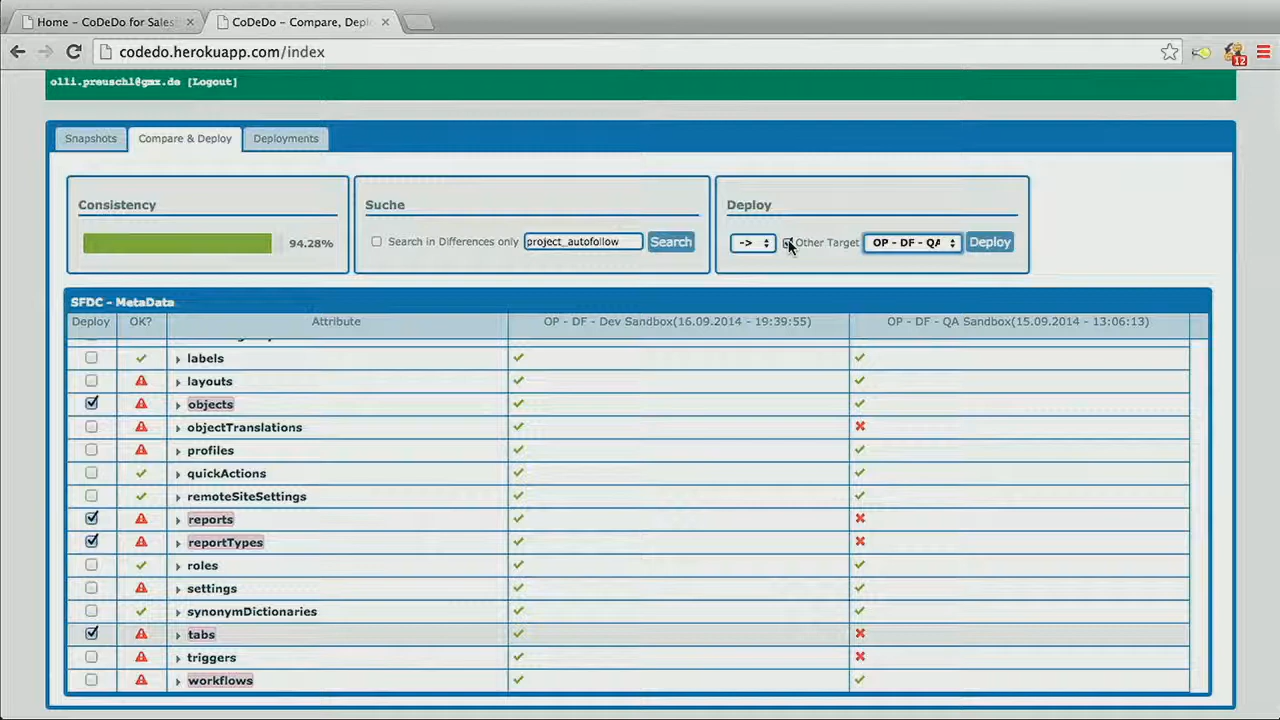 Home – CoDeDo for Sales
CoDeDo – Compare, Depl
codedo.herokuapp.com/index
12
olli.preuschl@gmx.de [Logout]
Snapshots
Compare & Deploy
Deployments
Consistency
94.28%
Suche
Search in Differences only
project_autofollow
Search
Deploy
->
Other Target
OP - DF - QA
Deploy
SFDC - MetaData
Deploy
OK?
Attribute
OP - DF - Dev Sandbox(16.09.2014 - 19:39:55)
OP - DF - QA Sandbox(15.09.2014 - 13:06:13)
labels
layouts
objects
objectTranslations
profiles
quickActions
remoteSiteSettings
reports
reportTypes
roles
settings
synonymDictionaries
tabs
triggers
workflows